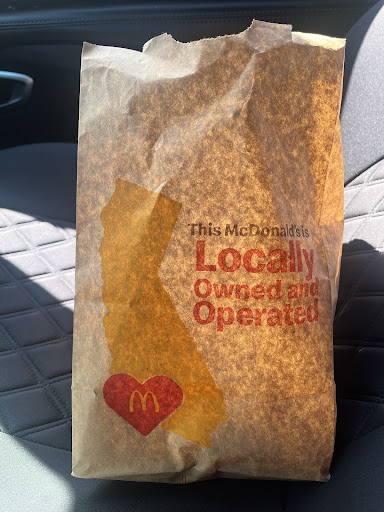 This McDonald's is
Locally
Owned and
Operated
M